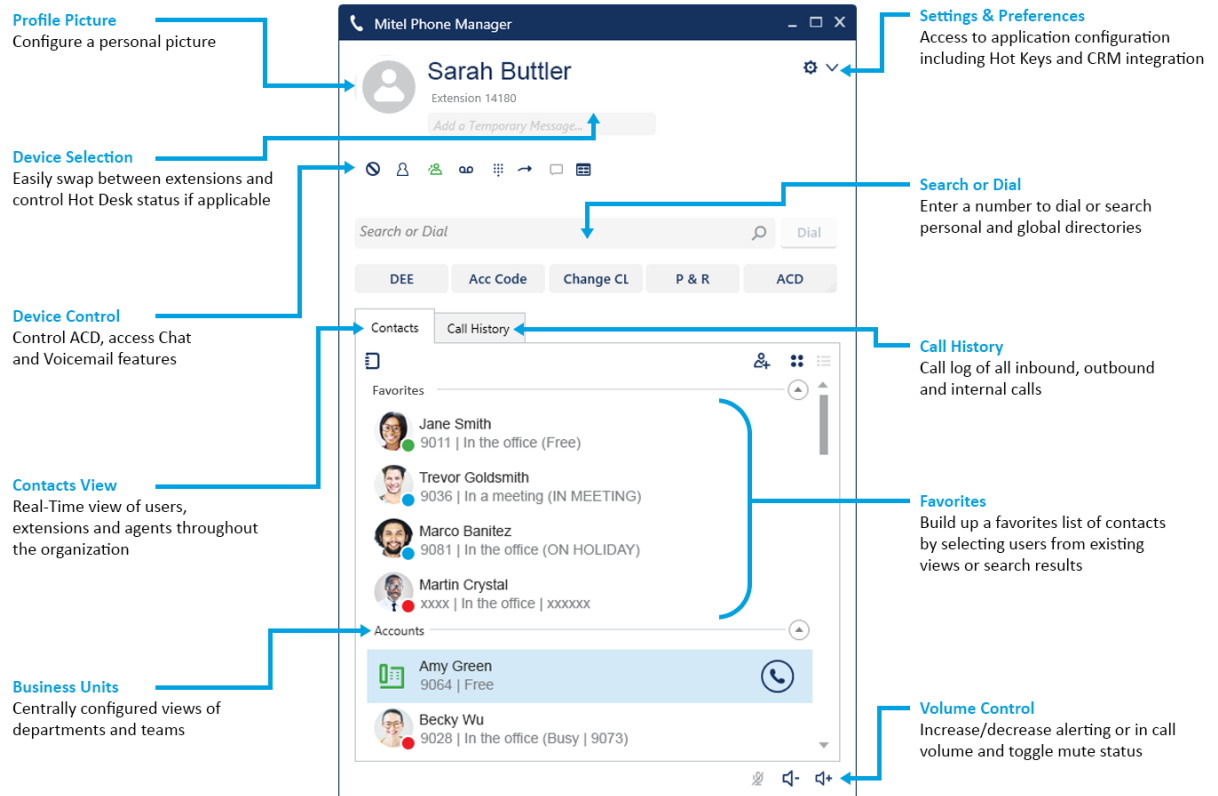 Profile Picture
Configure a personal picture
Device Selection
Easily swap between extensions and
control Hot Desk status if applicable
Device Control
Control ACD, access Chat
and Voicemail features
Contacts View
Real-Time view of users,
extensions and agents throughout
the organization
Business Units
Centrally configured views of
departments and teams
Mitel Phone Manager
Sarah Buttler
Extension 14180
Add a Temporary Message...
Search or Dial
Dial
DEE
Acc Code
Change CL
P & R
ACD
Contacts
Call History
Favorites
Jane Smith
9011 | In the office (Free)
Trevor Goldsmith
9036 | In a meeting (IN MEETING)
Marco Banitez
9081 | In the office (ON HOLIDAY)
Martin Crystal
xxxx | In the office | xxxxxx
Accounts
Amy Green
9064 | Free
Becky Wu
9028 | In the office (Busy | 9073)
Settings & Preferences
Access to application configuration
including Hot Keys and CRM integration
Search or Dial
Enter a number to dial or search
personal and global directories
Call History
Call log of all inbound, outbound
and internal calls
Favorites
Build up a favorites list of contacts
by selecting users from existing
views or search results
Volume Control
Increase/decrease alerting or in call
volume and toggle mute status